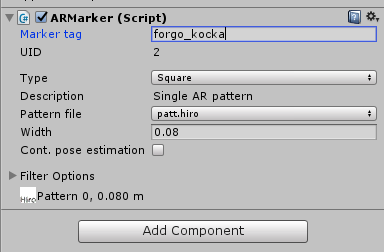 ARMarker (Script)
Marker tag forgo_kocka
UID 2
Type Square
Description Single AR pattern
Pattern file patt.hiro
Width 0.08
Cont. pose estimation
Filter Options
Hiro Pattern 0, 0.080 m
Add Component